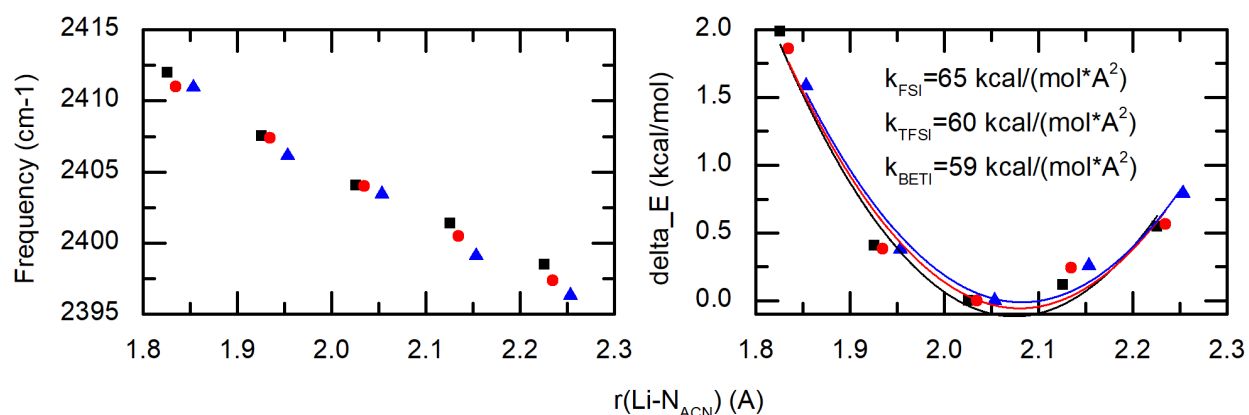 2415
2410
2405
2400
2395
Frequency (cm-1)
1.8 1.9 2.0 2.1 2.2 2.3
2.0
1.5
1.0
0.5
0.0
delta_E (kcal/mol)
k_FSI=65 kcal/(mol*A²)
k_TFSI=60 kcal/(mol*A²)
k_BETI=59 kcal/(mol*A²)
1.8 1.9 2.0 2.1 2.2 2.3
r(Li-N_ACN) (A)